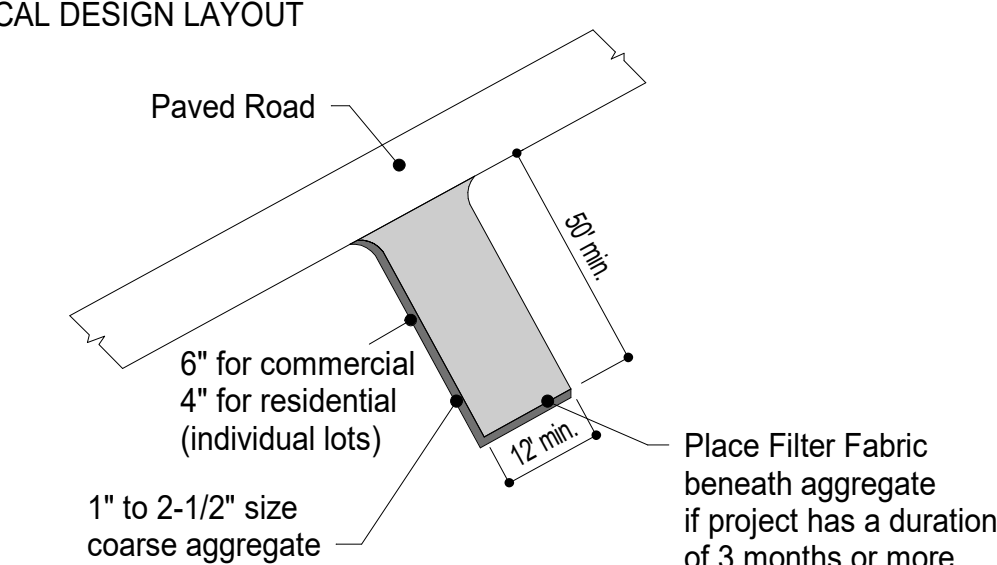 CAL DESIGN LAYOUT
Paved Road
50' min.
6" for commercial
4" for residential
(individual lots)
12' min.
1" to 2-1/2" size
coarse aggregate
Place Filter Fabric
beneath aggregate
if project has a duration
of 3 months or more